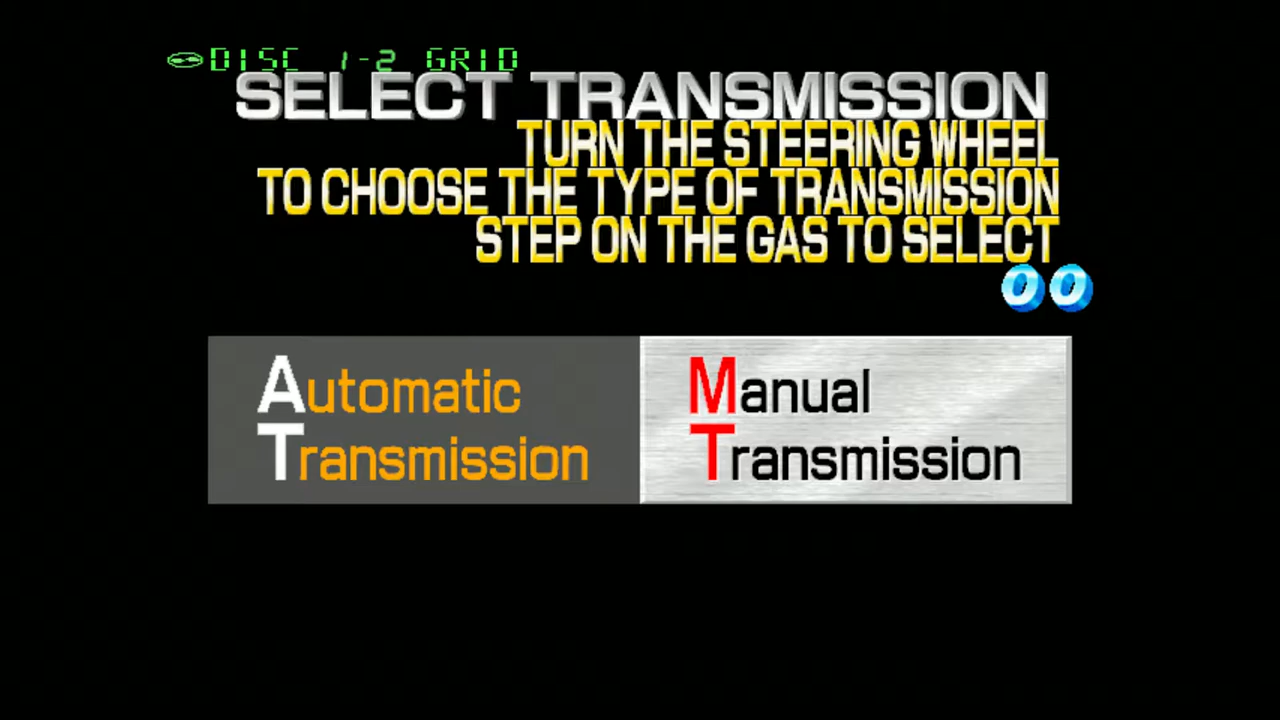 DISC 1-2 GRID
SELECT TRANSMISSION
TURN THE STEERING WHEEL
TO CHOOSE THE TYPE OF TRANSMISSION
STEP ON THE GAS TO SELECT
00
Automatic
Transmission
Manual
Transmission